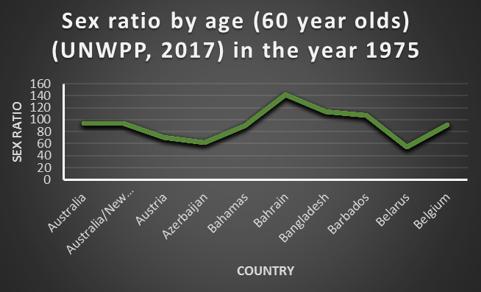 Sex ratio by age (60 year olds)
(UNWPP, 2017) in the year 1975
SEX RATIO
160
140
120
100
80
60
40
20
0
Australia
Australia/New...
Austria
Azerbaijan
Bahamas
Bahrain
Bangladesh
Barbados
Belarus
Belgium
COUNTRY